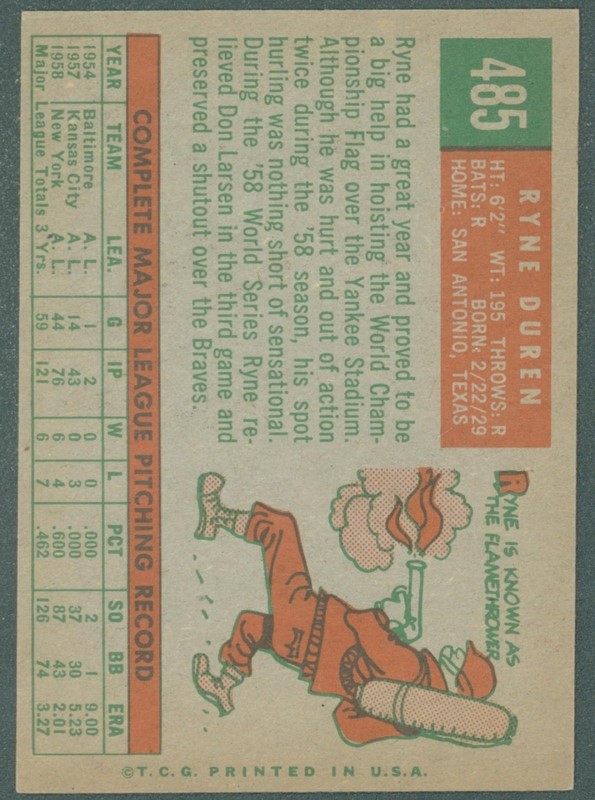 485
RYNE DUREN
HT: 6'2" WT: 195 THROWS: R
BATS: R BORN: 2/22/29
HOME: SAN ANTONIO, TEXAS
Ryne had a great year and proved to be
a big help in hoisting the World Cham-
pionship Flag over the Yankee Stadium.
Although he was hurt and out of action
twice during the '58 season, his spot
hurling was nothing short of sensational.
During the '58 World Series Ryne re-
lieved Don Larsen in the third game and
preserved a shutout over the Braves.
RYNE IS KNOWN AS
THE FLAMETHROWER
COMPLETE MAJOR LEAGUE PITCHING RECORD
YEAR TEAM LEA. G IP W L PCT SO BB ERA
1954 Baltimore A. L. 1 2 0 0 .000 2 1 9.00
1957 Kansas City A. L. 14 43 0 3 .000 37 30 5.23
1958 New York A. L. 44 76 6 4 .600 87 43 2.01
Major League Totals 3 Yrs. 59 121 6 7 .462 126 74 3.27
©T.C.G. PRINTED IN U.S.A.